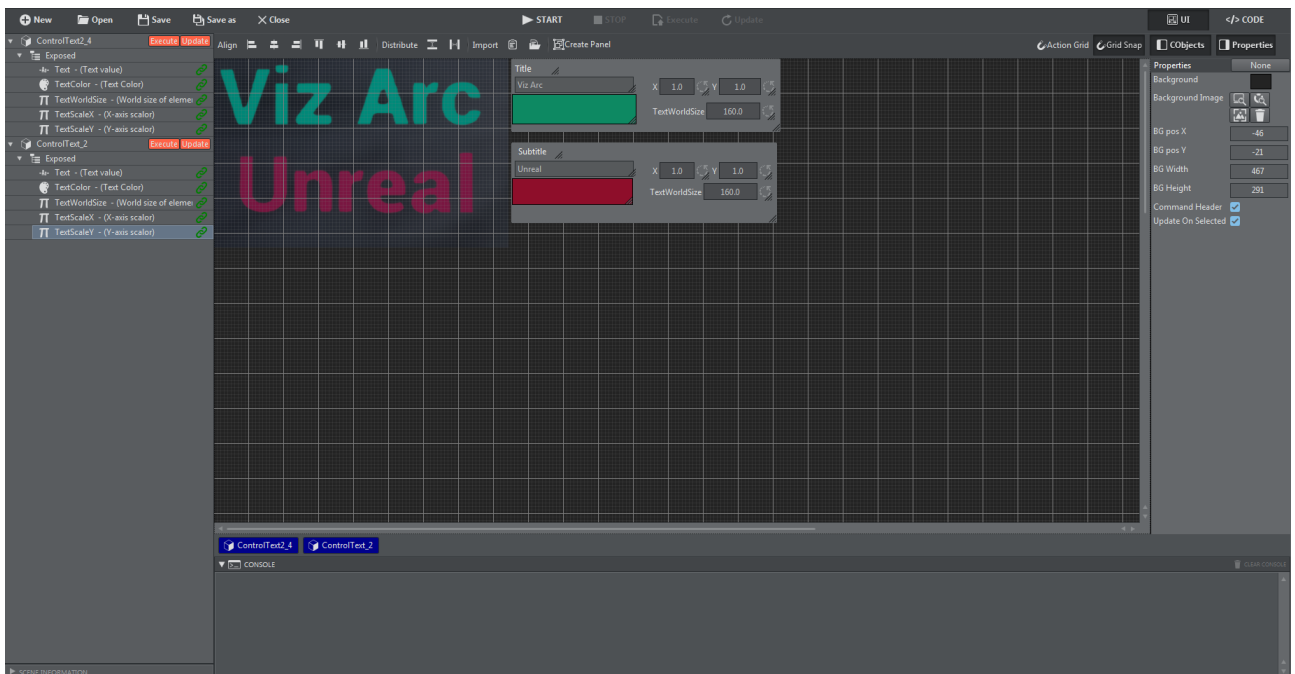 New Open Save Save as Close START STOP Execute Update UI </> CODE
ControlText2_4 Execute Update
Exposed
Text - (Text value)
TextColor - (Text Color)
TextWorldSize - (World size of eleme
TextScaleX - (X-axis scalor)
TextScaleY - (Y-axis scalor)
ControlText_2 Execute Update
Exposed
Text - (Text value)
TextColor - (Text Color)
TextWorldSize - (World size of eleme
TextScaleX - (X-axis scalor)
TextScaleY - (Y-axis scalor)
SCENE INFORMATION
Align Distribute Import Create Panel Action Grid Grid Snap CObjects Properties
Viz Arc
Unreal
Title
Viz Arc X 1.0 Y 1.0
TextWorldSize 160.0
Subtitle
Unreal X 1.0 Y 1.0
TextWorldSize 160.0
Properties None
Background
Background Image
BG pos X -46
BG pos Y -21
BG Width 467
BG Height 291
Command Header
Update On Selected
ControlText2_4 ControlText_2
CONSOLE CLEAR CONSOLE